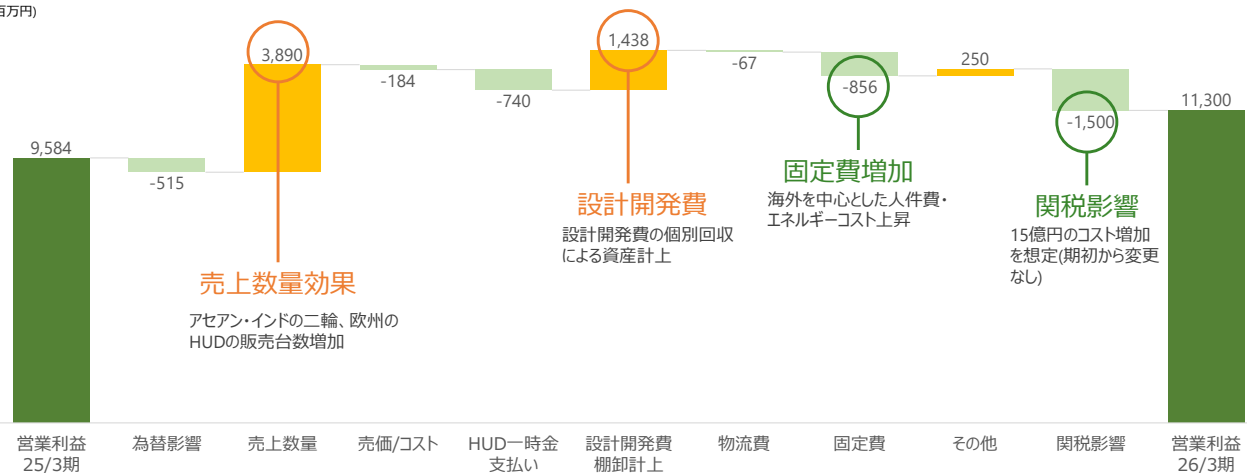 百万円)
9,584
-515
3,890
-184
-740
1,438
-67
-856
250
-1,500
11,300
売上数量効果
アセアン・インドの二輪、欧州の
HUDの販売台数増加
設計開発費
設計開発費の個別回収
による資産計上
固定費増加
海外を中心とした人件費・
エネルギーコスト上昇
関税影響
15億円のコスト増加
を想定(期初から変更
なし)
営業利益
25/3期
為替影響
売上数量
売価/コスト
HUD一時金
支払い
設計開発費
棚卸計上
物流費
固定費
その他
関税影響
営業利益
26/3期